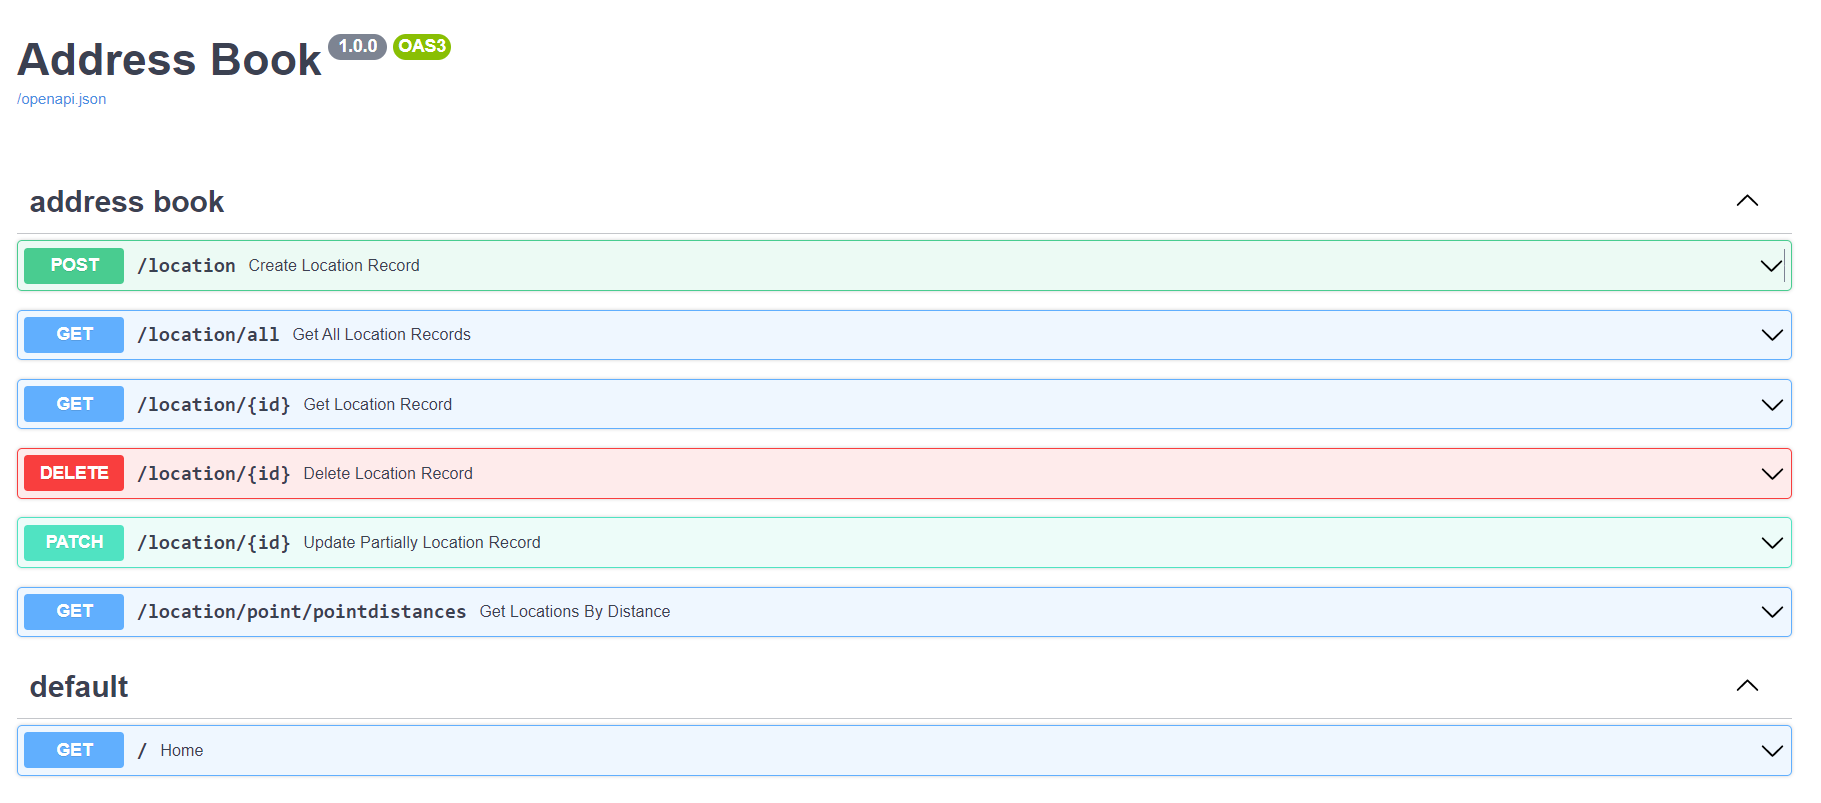 Address Book 1.0.0 OAS3
/openapi.json
address book
POST /location Create Location Record
GET /location/all Get All Location Records
GET /location/{id} Get Location Record
DELETE /location/{id} Delete Location Record
PATCH /location/{id} Update Partially Location Record
GET /location/point/pointdistances Get Locations By Distance
default
GET / Home